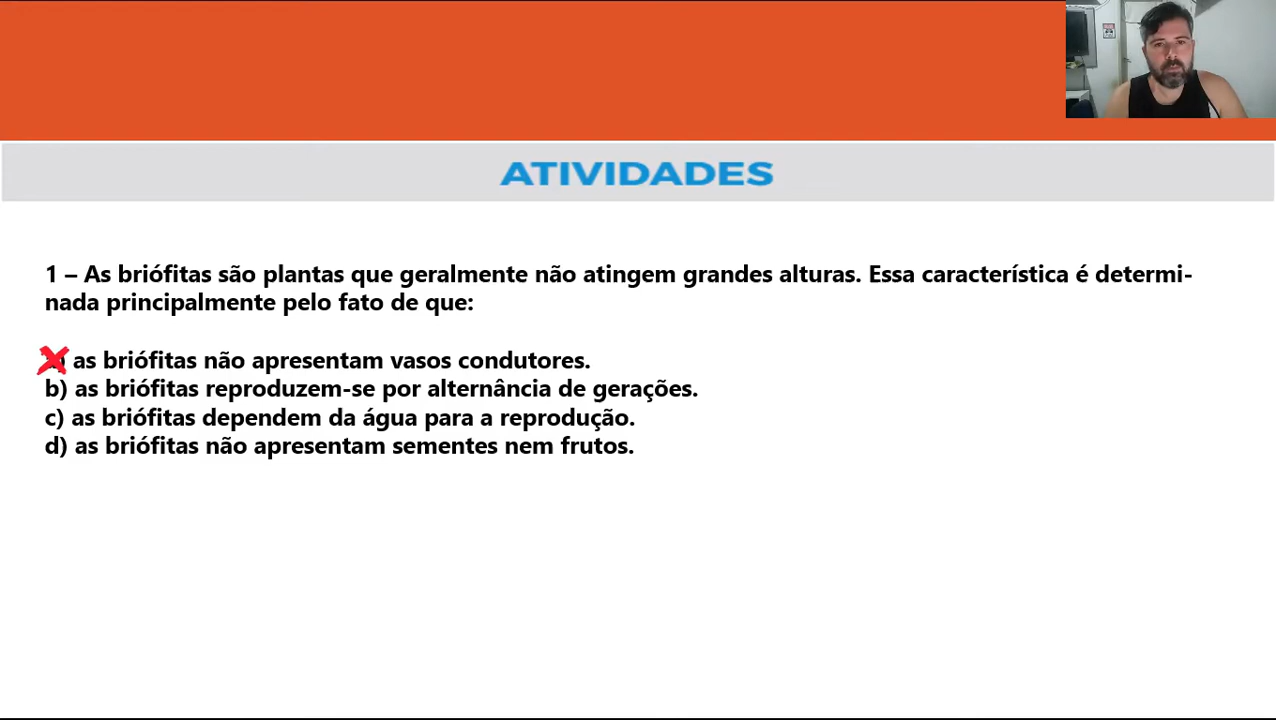 ATIVIDADES
1 – As briófitas são plantas que geralmente não atingem grandes alturas. Essa característica é determi-
nada principalmente pelo fato de que:
as briófitas não apresentam vasos condutores.
b) as briófitas reproduzem-se por alternância de gerações.
c) as briófitas dependem da água para a reprodução.
d) as briófitas não apresentam sementes nem frutos.